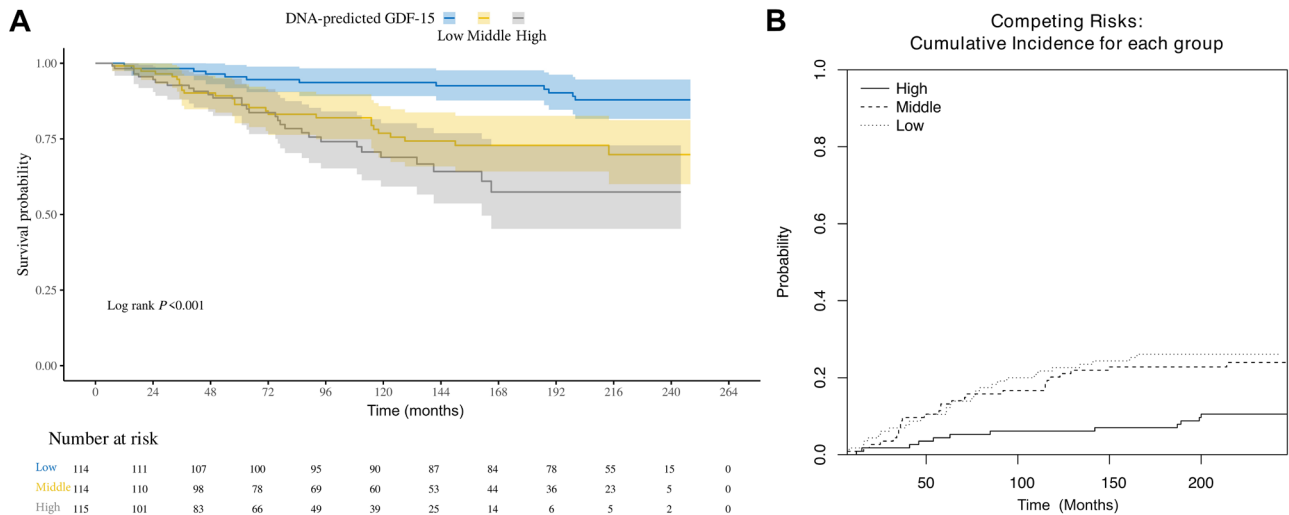 A
DNA-predicted GDF-15
Low Middle High
1.00
0.75
0.50
0.25
0.00
Survival probability
Log rank P<0.001
0 24 48 72 96 120 144 168 192 216 240 264
Time (months)
Number at risk
Low 114 111 107 100 95 90 87 84 78 55 15 0
Middle 114 110 98 78 69 60 53 44 36 23 5 0
High 115 101 83 66 49 39 25 14 6 5 2 0
B
Competing Risks:
Cumulative Incidence for each group
High
Middle
Low
1.0
0.8
0.6
0.4
0.2
0.0
Probability
50 100 150 200
Time (Months)